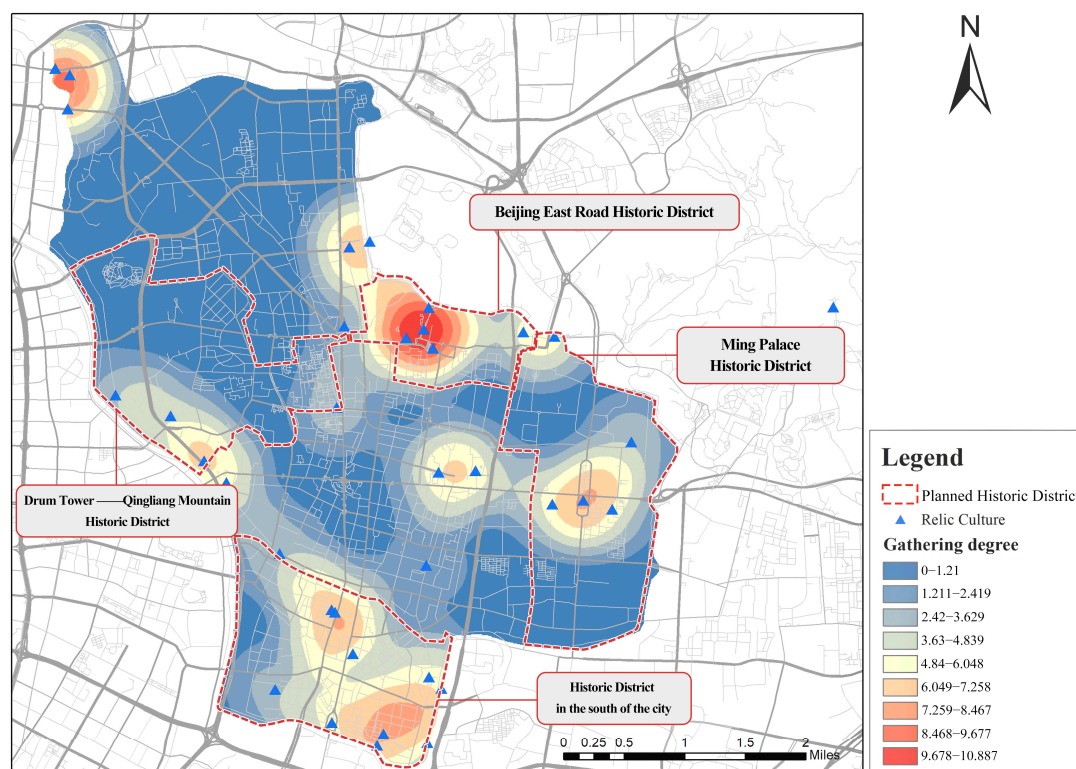 N
Beijing East Road Historic District
Ming Palace
Historic District
Drum Tower ——Qingliang Mountain
Historic District
Historic District
in the south of the city
0 0.25 0.5 1 1.5 2
Miles
Legend
Planned Historic Distric
Relic Culture
Gathering degree
0–1.21
1.211–2.419
2.42–3.629
3.63–4.839
4.84–6.048
6.049–7.258
7.259–8.467
8.468–9.677
9.678–10.887